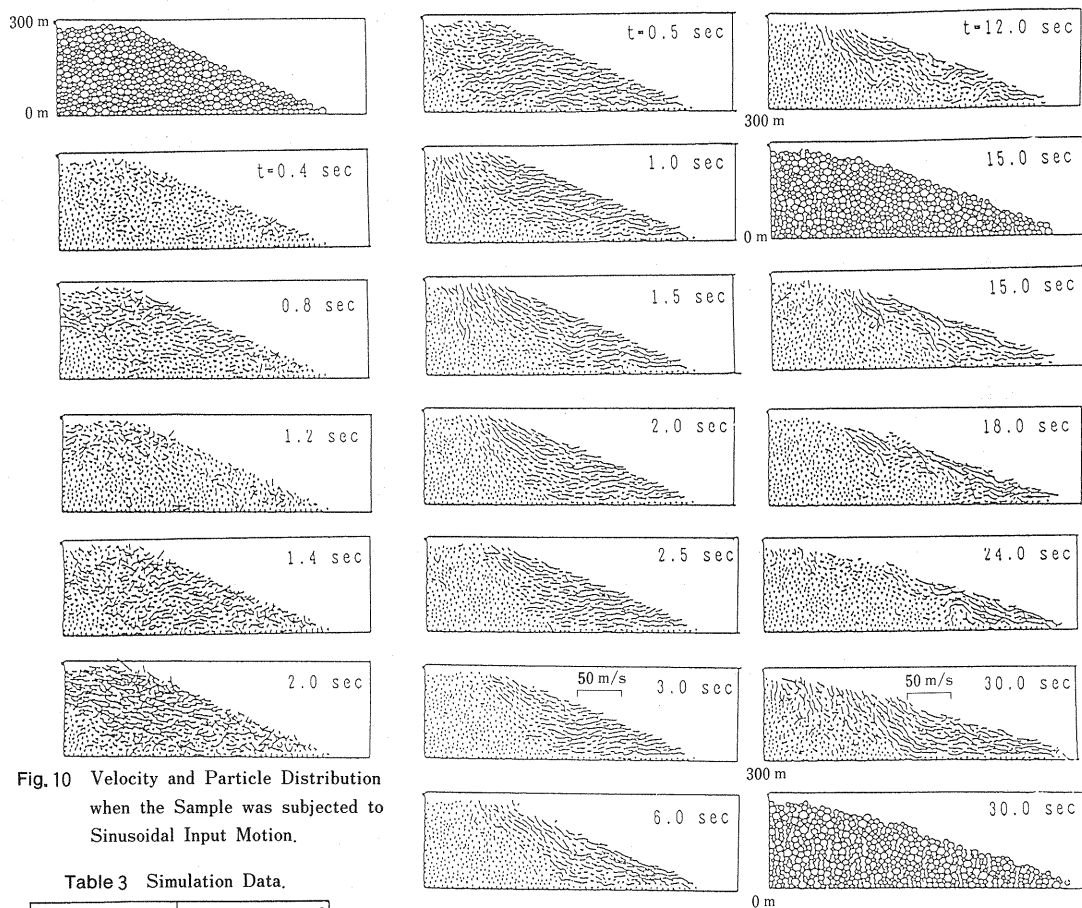 300 m
0 m
t=0.4 sec
0.8 sec
1.2 sec
1.4 sec
2.0 sec
Fig. 10 Velocity and Particle Distribution
when the Sample was subjected to
Sinusoidal Input Motion.
Table 3 Simulation Data.
t=0.5 sec
1.0 sec
1.5 sec
2.0 sec
2.5 sec
50 m/s
3.0 sec
6.0 sec
t=12.0 sec
300 m
15.0 sec
0 m
15.0 sec
18.0 sec
24.0 sec
50 m/s
30.0 sec
300 m
30.0 sec
0 m